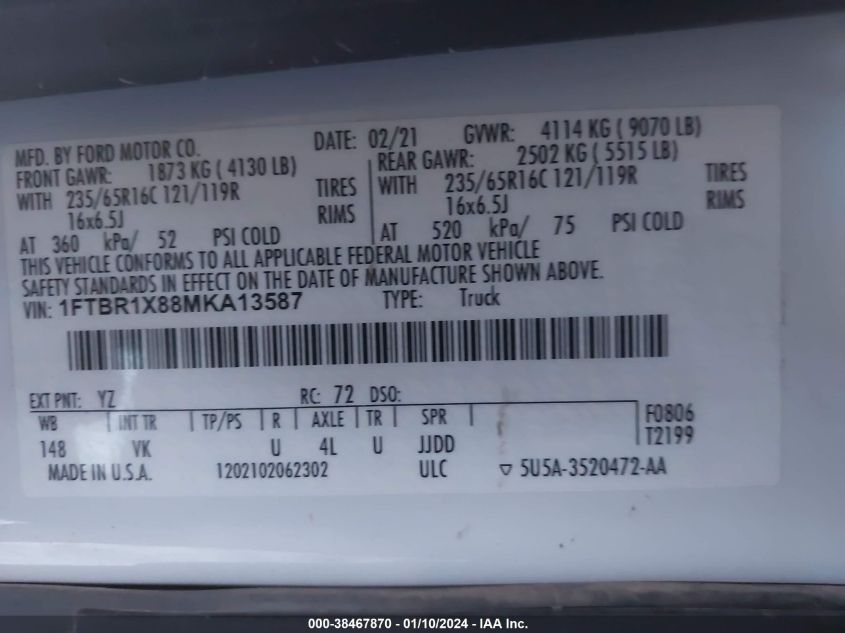 MFD. BY FORD MOTOR CO. DATE: 02/21 GVWR: 4114 KG ( 9070 LB)
FRONT GAWR: 1873 KG ( 4130 LB) REAR GAWR: 2502 KG ( 5515 LB)
WITH 235/65R16C 121/119R TIRES WITH 235/65R16C 121/119R TIRES
16x6.5J RIMS 16x6.5J RIMS
AT 360 kPa/ 52 PSI COLD AT 520 kPa/ 75 PSI COLD
THIS VEHICLE CONFORMS TO ALL APPLICABLE FEDERAL MOTOR VEHICLE
SAFETY STANDARDS IN EFFECT ON THE DATE OF MANUFACTURE SHOWN ABOVE.
VIN: 1FTBR1X88MKA13587 TYPE: Truck
EXT PNT: YZ RC: 72 DSO:
WB INT TR TP/PS R AXLE TR SPR F0806
148 VK U 4L U JJDD T2199
MADE IN U.S.A. 1202102062302 ULC ▽ 5U5A-3520472-AA
000-38467870 - 01/10/2024 - IAA Inc.